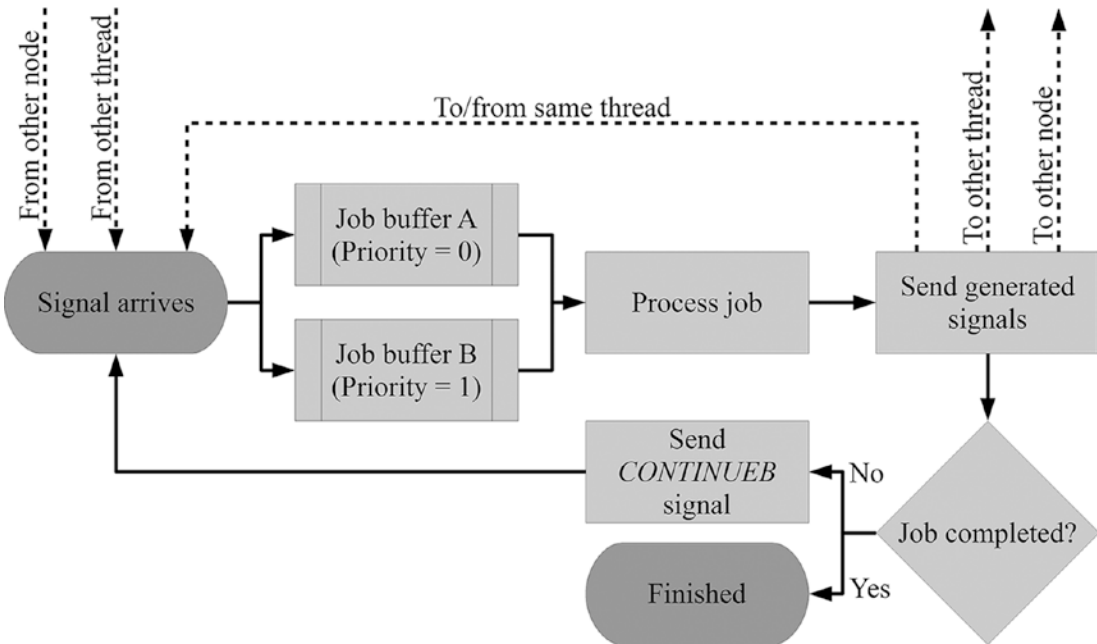 From other node
From other thread
To other thread
To other node
To/from same thread
Job buffer A
(Priority = 0)
Signal arrives
Process job
Send generated
signals
Job buffer B
(Priority = 1)
Send
CONTINUEB
signal
No
Job completed?
Yes
Finished